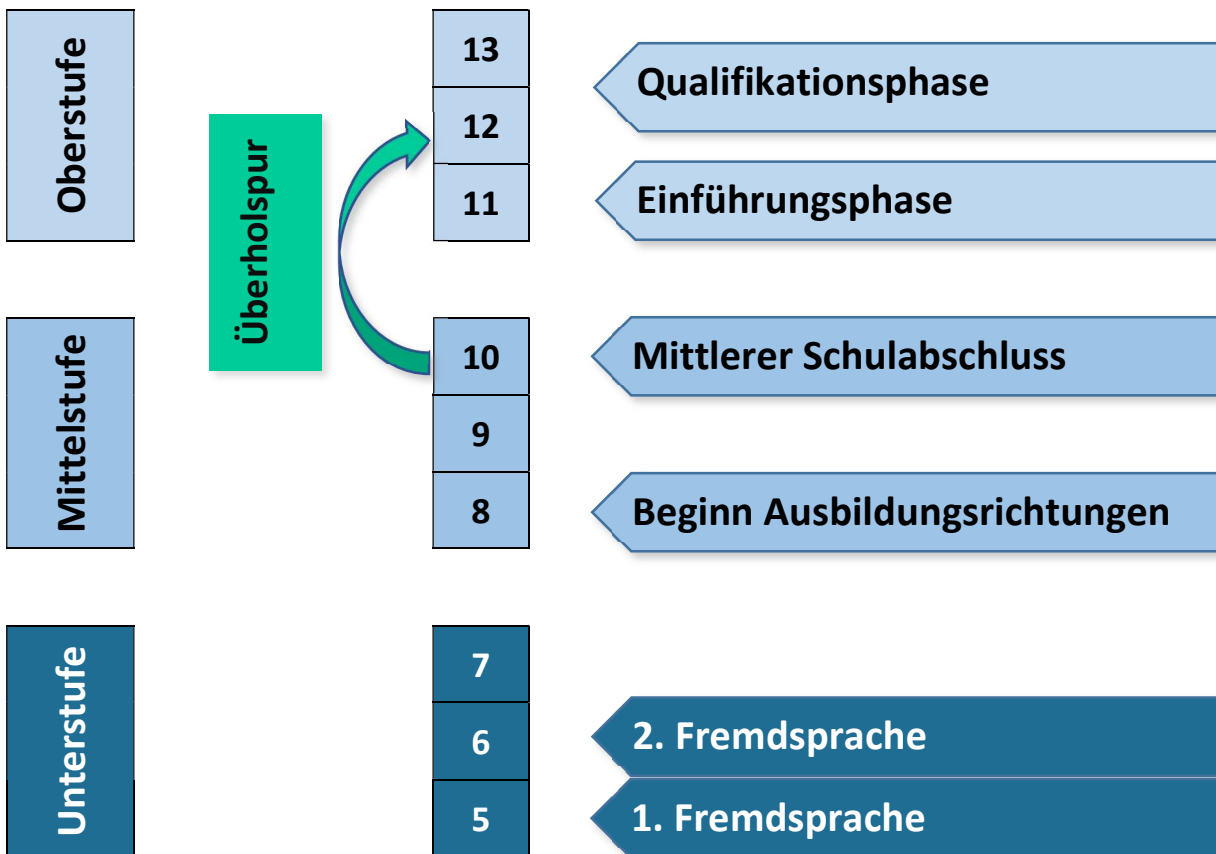 Oberstufe
Überholspur
13
12
11
Qualifikationsphase
Einführungsphase
Mittelstufe
10
9
8
Mittlerer Schulabschluss
Beginn Ausbildungsrichtungen
Unterstufe
7
6
5
2. Fremdsprache
1. Fremdsprache